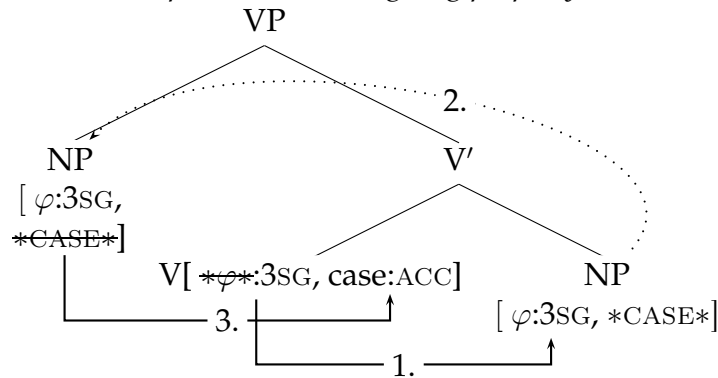 VP
2.
NP
V′
[ φ:3SG,
*CASE*]
V[ *φ*:3SG, case:ACC]
NP
[ φ:3SG, *CASE*]
3.
1.